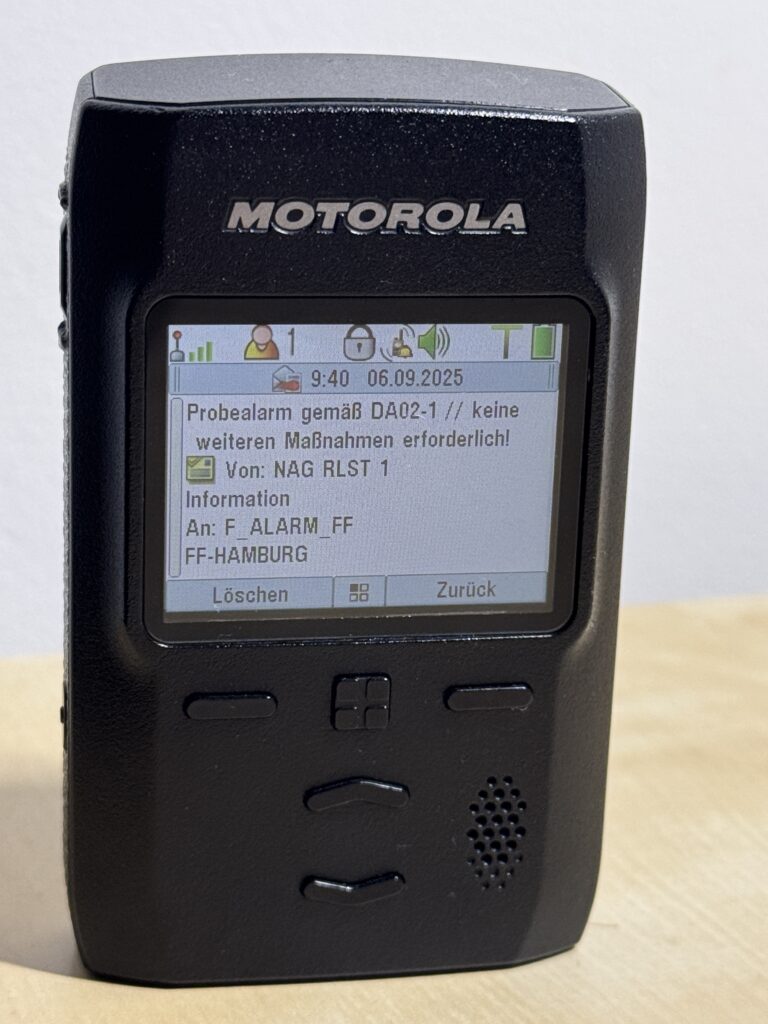 MOTOROLA
1
9:40 06.09.2025
Probealarm gemäß DA02-1 // keine
weiteren Maßnahmen erforderlich!
Von: NAG RLST 1
Information
An: F_ALARM_FF
FF-HAMBURG
Löschen Zurück